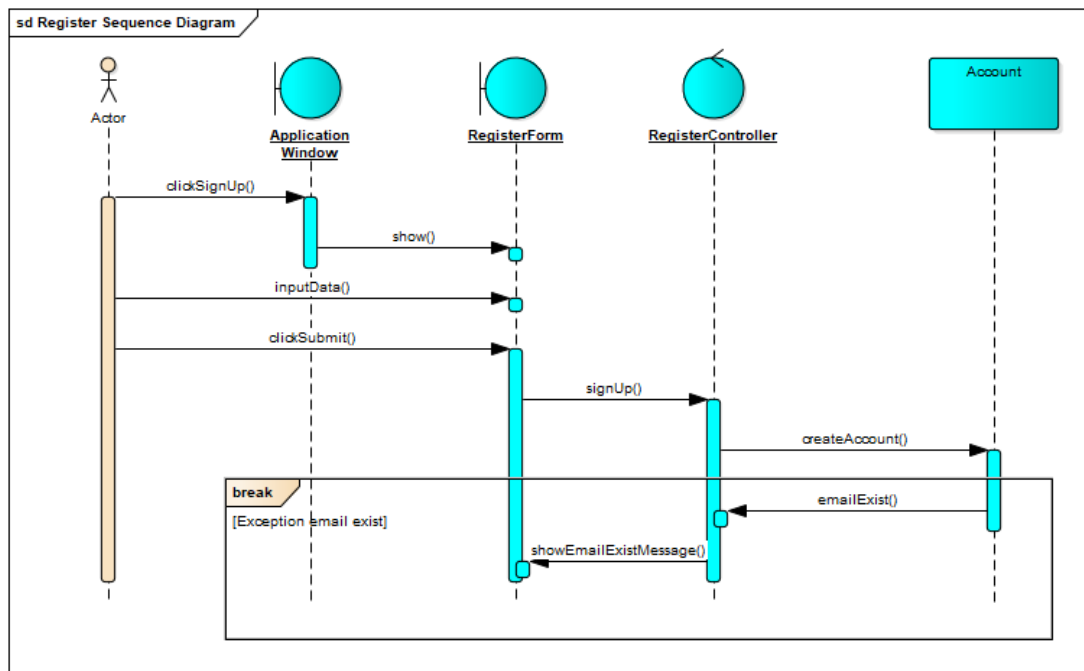 sd Register Sequence Diagram
Actor
Application
Window
RegisterForm
RegisterController
Account
clickSignUp()
show()
inputData()
clickSubmit()
signUp()
createAccount()
break
[Exception email exist]
emailExist()
showEmailExistMessage()